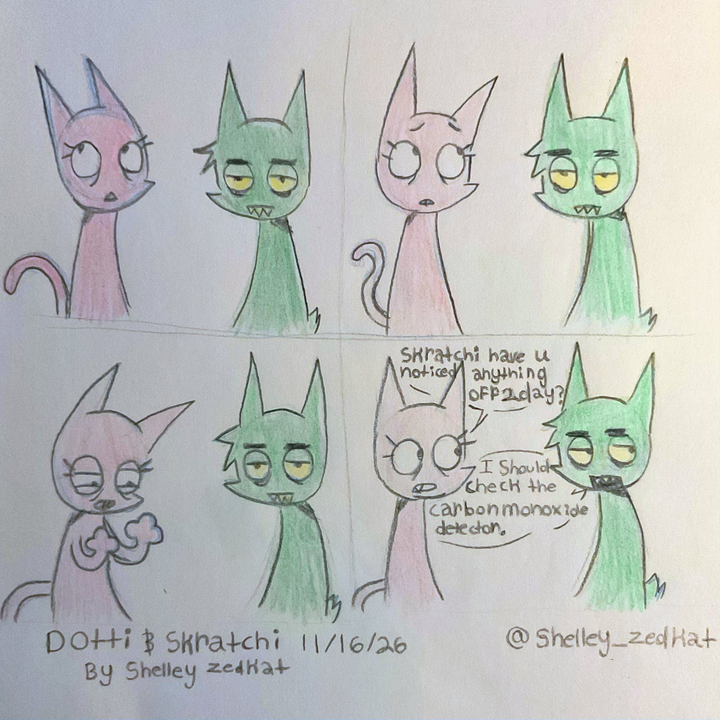 Skratchi have u
noticed anything
OFF 2day?
I Should
check the
carbon monoxide
detector.
Dotti & Skratchi 11/16/26
By Shelley zedkat
@Shelley_zedkat